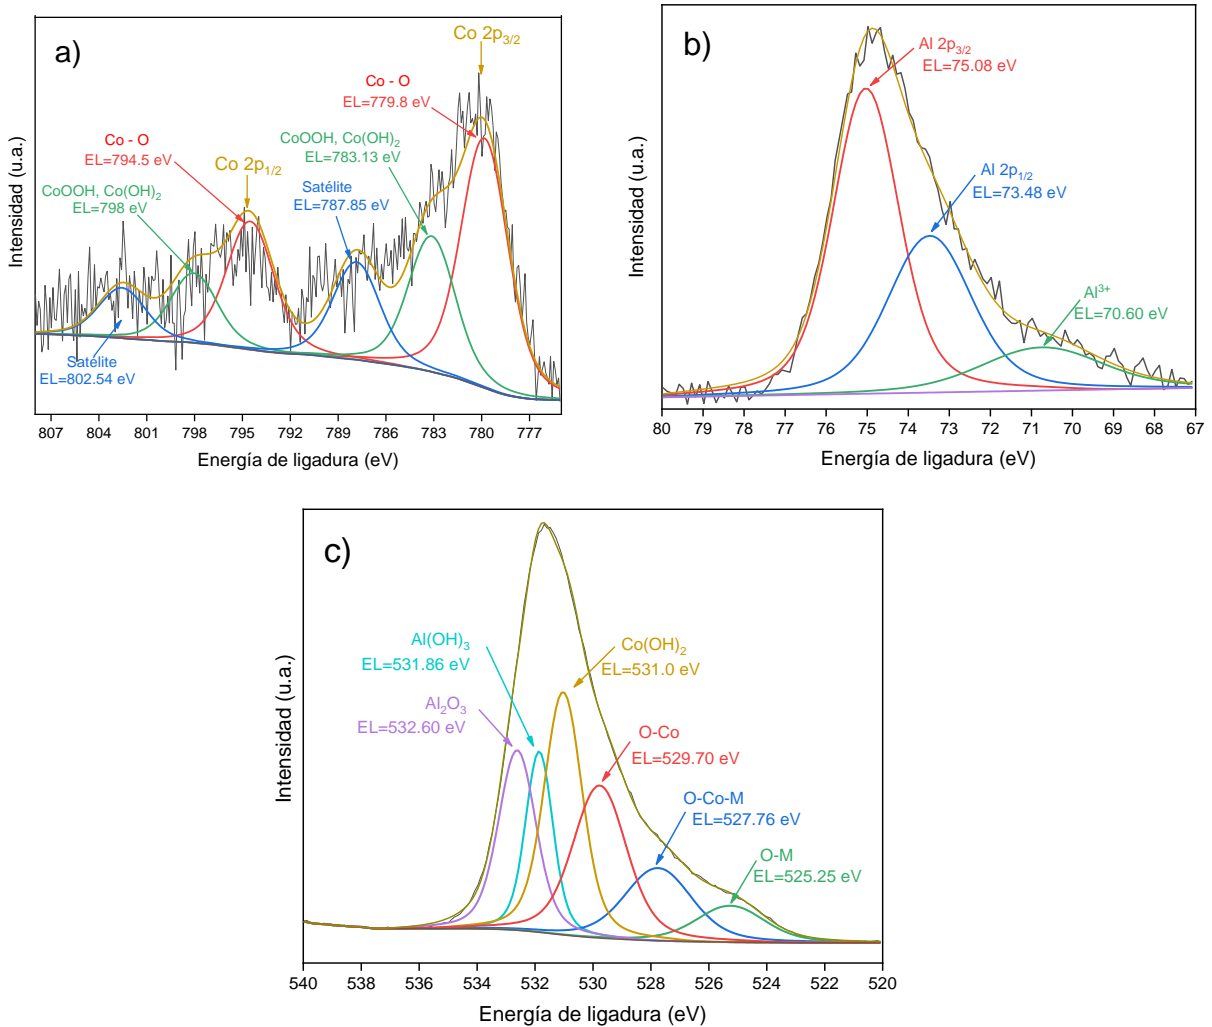 a)
Co 2p3/2
Co - O
EL=779.8 eV
CoOOH, Co(OH)2
EL=783.13 eV
Co - O
EL=794.5 eV
Co 2p1/2
CoOOH, Co(OH)2
EL=798 eV
Satélite
EL=787.85 eV
Satélite
EL=802.54 eV
Intensidad (u.a.)
807 804 801 798 795 792 789 786 783 780 777
Energía de ligadura (eV)
b)
Al 2p3/2
EL=75.08 eV
Al 2p1/2
EL=73.48 eV
Al3+
EL=70.60 eV
Intensidad (u.a.)
80 79 78 77 76 75 74 73 72 71 70 69 68 67
Energía de ligadura (eV)
c)
Al(OH)3
EL=531.86 eV
Co(OH)2
EL=531.0 eV
Al2O3
EL=532.60 eV
O-Co
EL=529.70 eV
O-Co-M
EL=527.76 eV
O-M
EL=525.25 eV
Intensidad (u.a.)
540 538 536 534 532 530 528 526 524 522 520
Energía de ligadura (eV)